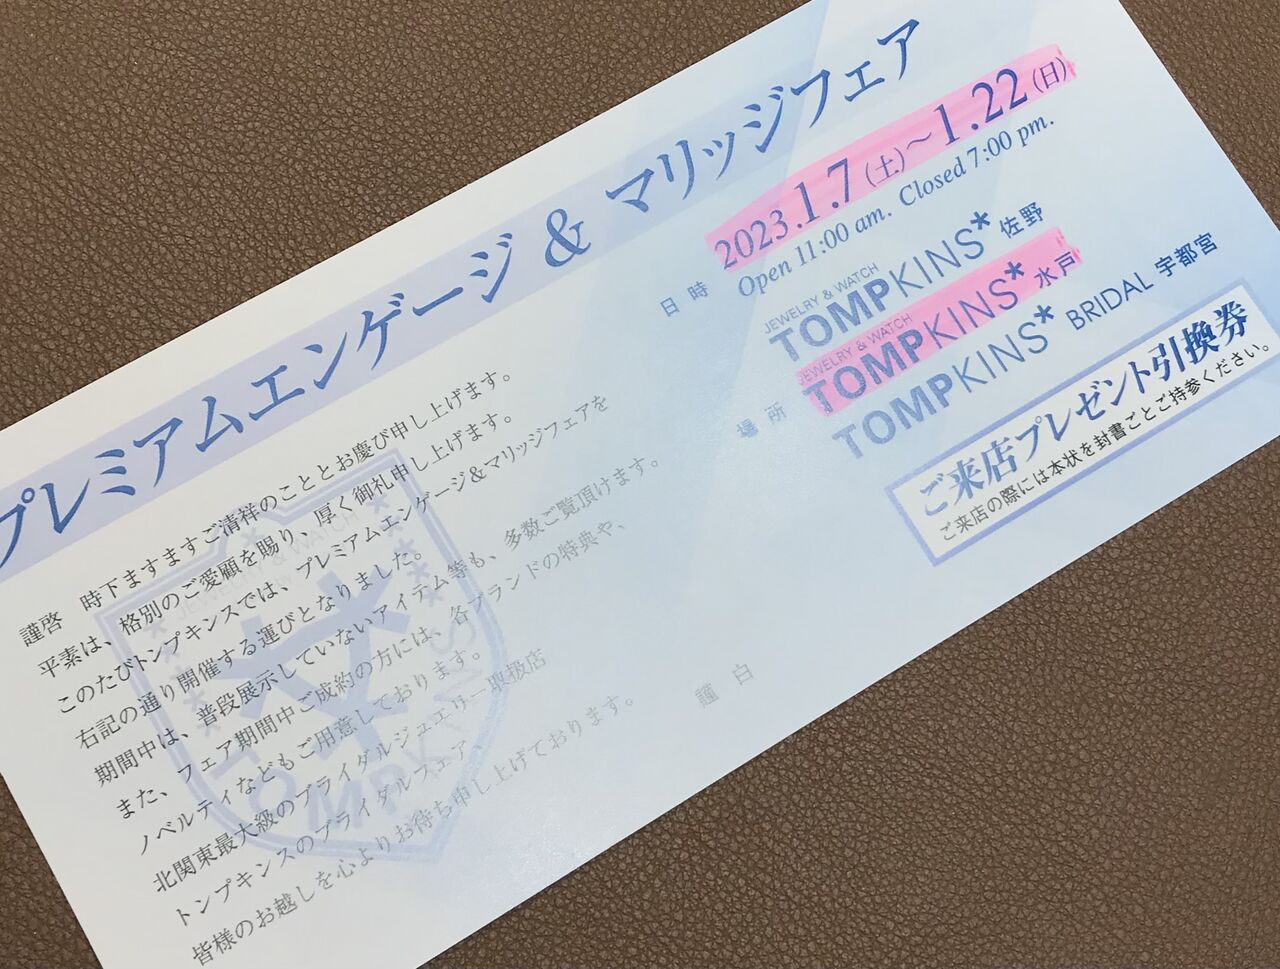 プレミアムエンゲージ & マリッジフェア
謹啓　時下ますますご清祥のこととお慶び申し上げます。
平素は、格別のご愛顧を賜り、厚く御礼申し上げます。
このたびトンプキンスでは、プレミアムエンゲージ&マリッジフェアを
右記の通り開催する運びとなりました。
期間中は、普段展示していないアイテム等も、多数ご覧頂けます。
また、フェア期間中ご成約の方には、各ブランドの特典や、
ノベルティなどもご用意しております。
北関東最大級のブライダルジュエリー取扱店
トンプキンスのブライダルフェア、
皆様のお越しを心よりお待ち申し上げております。
謹白
日時
2023.1.7（土）～1.22（日）
Open 11:00 am. Closed 7:00 pm.
場所
JEWELRY & WATCH
TOMPKINS* 佐野
JEWELRY & WATCH
TOMPKINS* 水戸
TOMPKINS* BRIDAL 宇都宮
ご来店プレゼント引換券
ご来店の際には本状を封書ごとご持参ください。
JEWELRY & WATCH
TOMPKINS